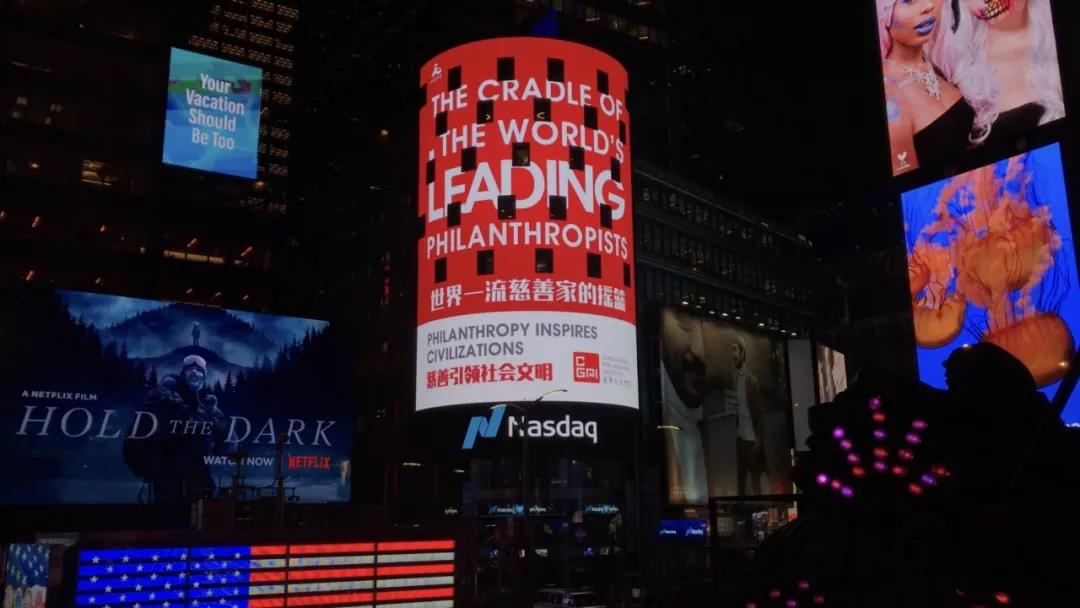 Your
Vacation
Should
Be Too
THE CRADLE OF
THE WORLD'S
LEADING
PHILANTHROPISTS
世界一流慈善家的摇篮
PHILANTHROPY INSPIRES
CIVILIZATIONS
慈善引领社会文明
CGPI
Nasdaq
A NETFLIX FILM
HOLD THE DARK
WATCH NOW NETFLIX
Nasdaq
Nasdaq